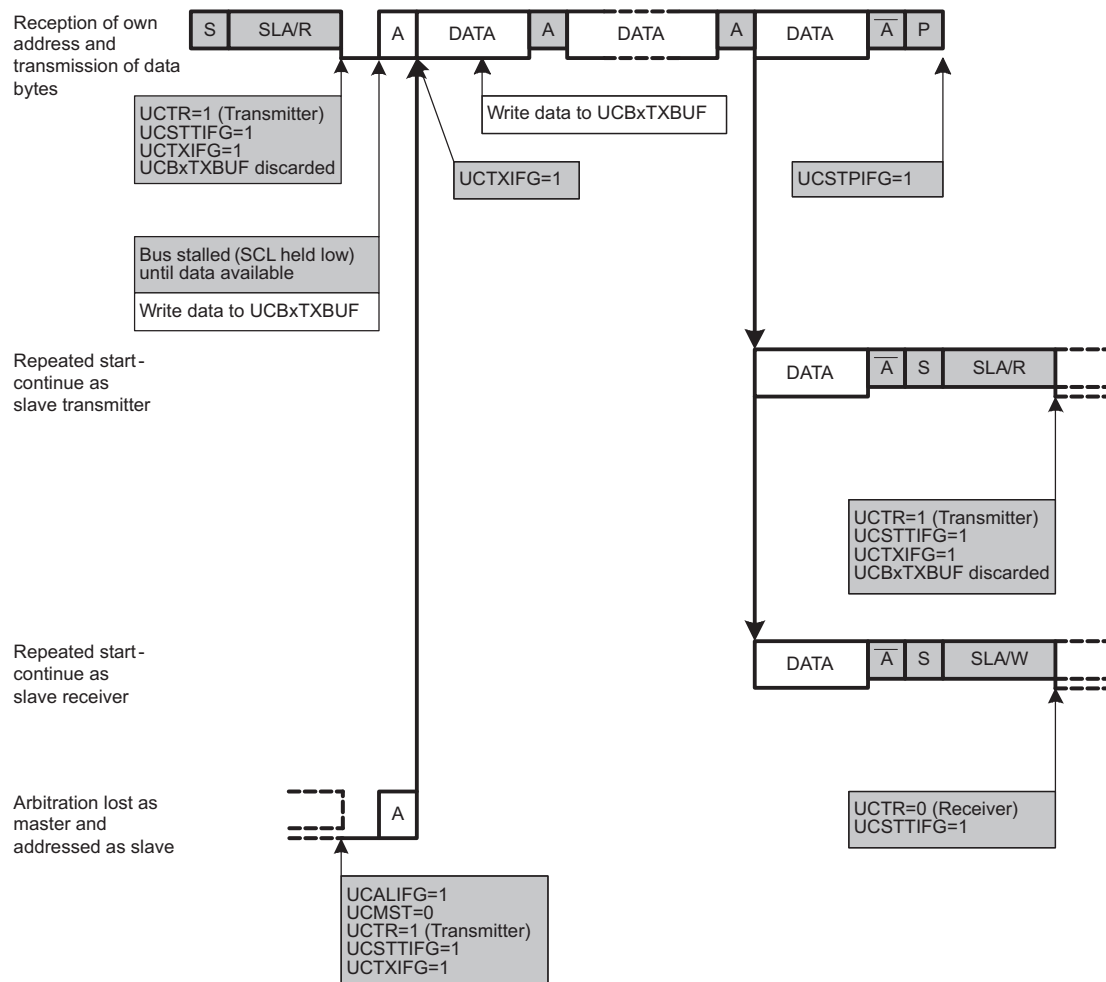 Reception of own
address and
transmission of data
bytes
S SLA/R A DATA A DATA A DATA A P
UCTR=1 (Transmitter)
UCSTTIFG=1
UCTXIFG=1
UCBxTXBUF discarded
Write data to UCBxTXBUF
UCTXIFG=1
UCSTPIFG=1
Bus stalled (SCL held low)
until data available
Write data to UCBxTXBUF
Repeated start-
continue as
slave transmitter
DATA A S SLA/R
UCTR=1 (Transmitter)
UCSTTIFG=1
UCTXIFG=1
UCBxTXBUF discarded
Repeated start-
continue as
slave receiver
DATA A S SLA/W
UCTR=0 (Receiver)
UCSTTIFG=1
Arbitration lost as
master and
addressed as slave
A
UCALIFG=1
UCMST=0
UCTR=1 (Transmitter)
UCSTTIFG=1
UCTXIFG=1